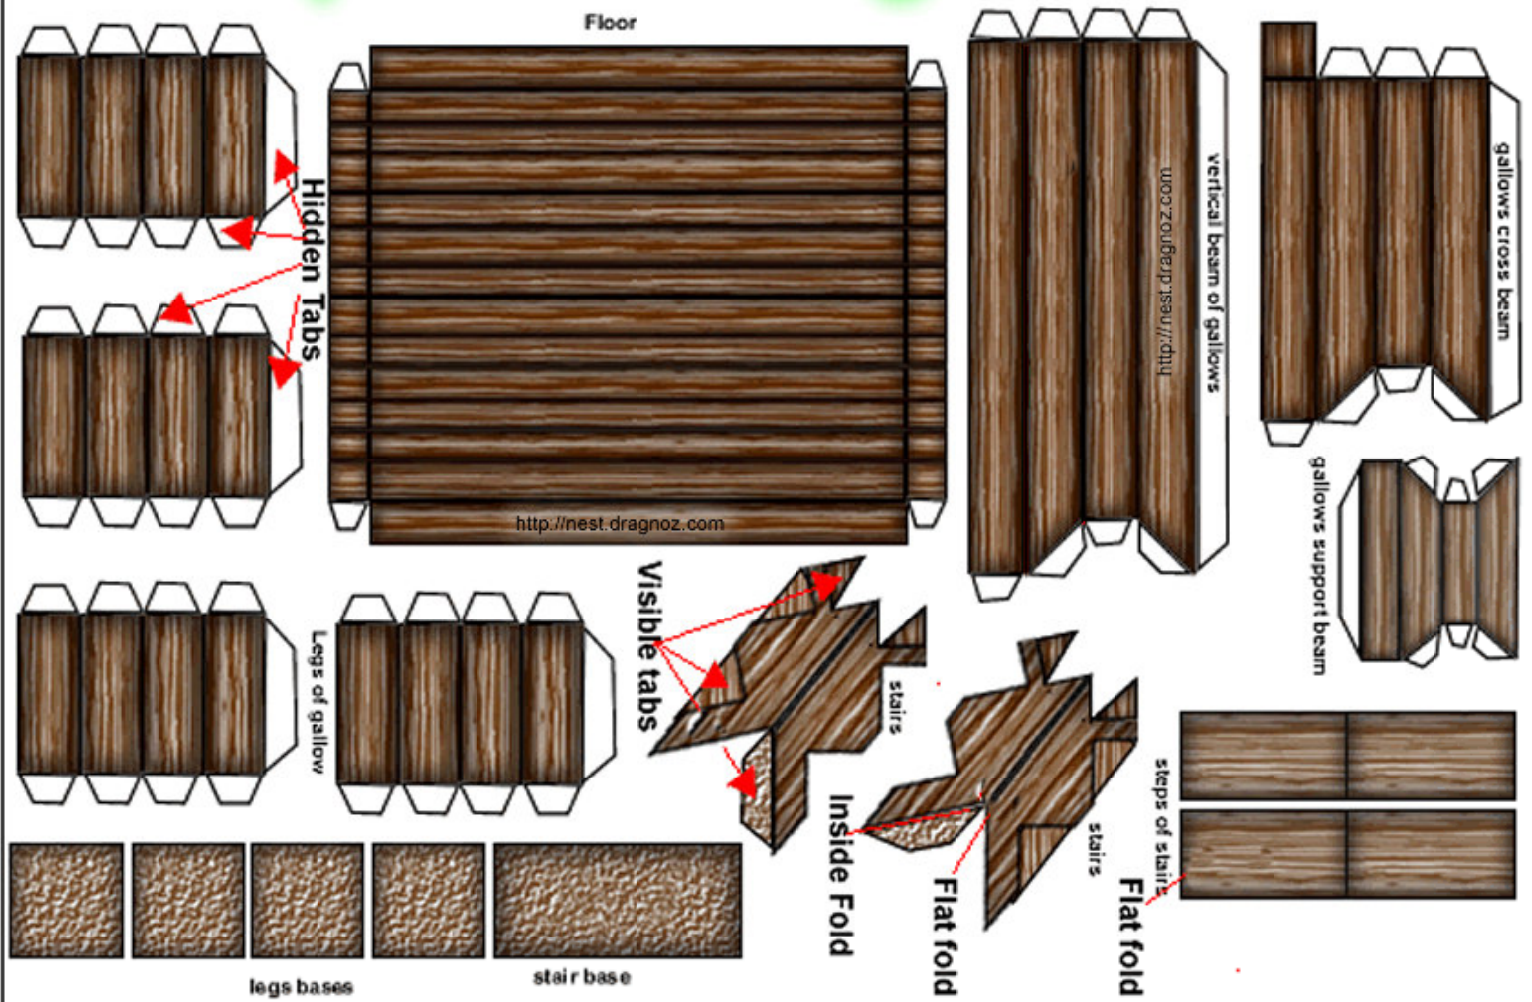 Floor
Hidden Tabs
vertical beam of gallows
http://nest.dragnoz.com
gallows cross beam
http://nest.dragnoz.com
gallows support beam
Visible tabs
Legs of gallow
stairs
stairs
steps of stairs
Inside Fold
Flat fold
Flat fold
legs bases
stair base